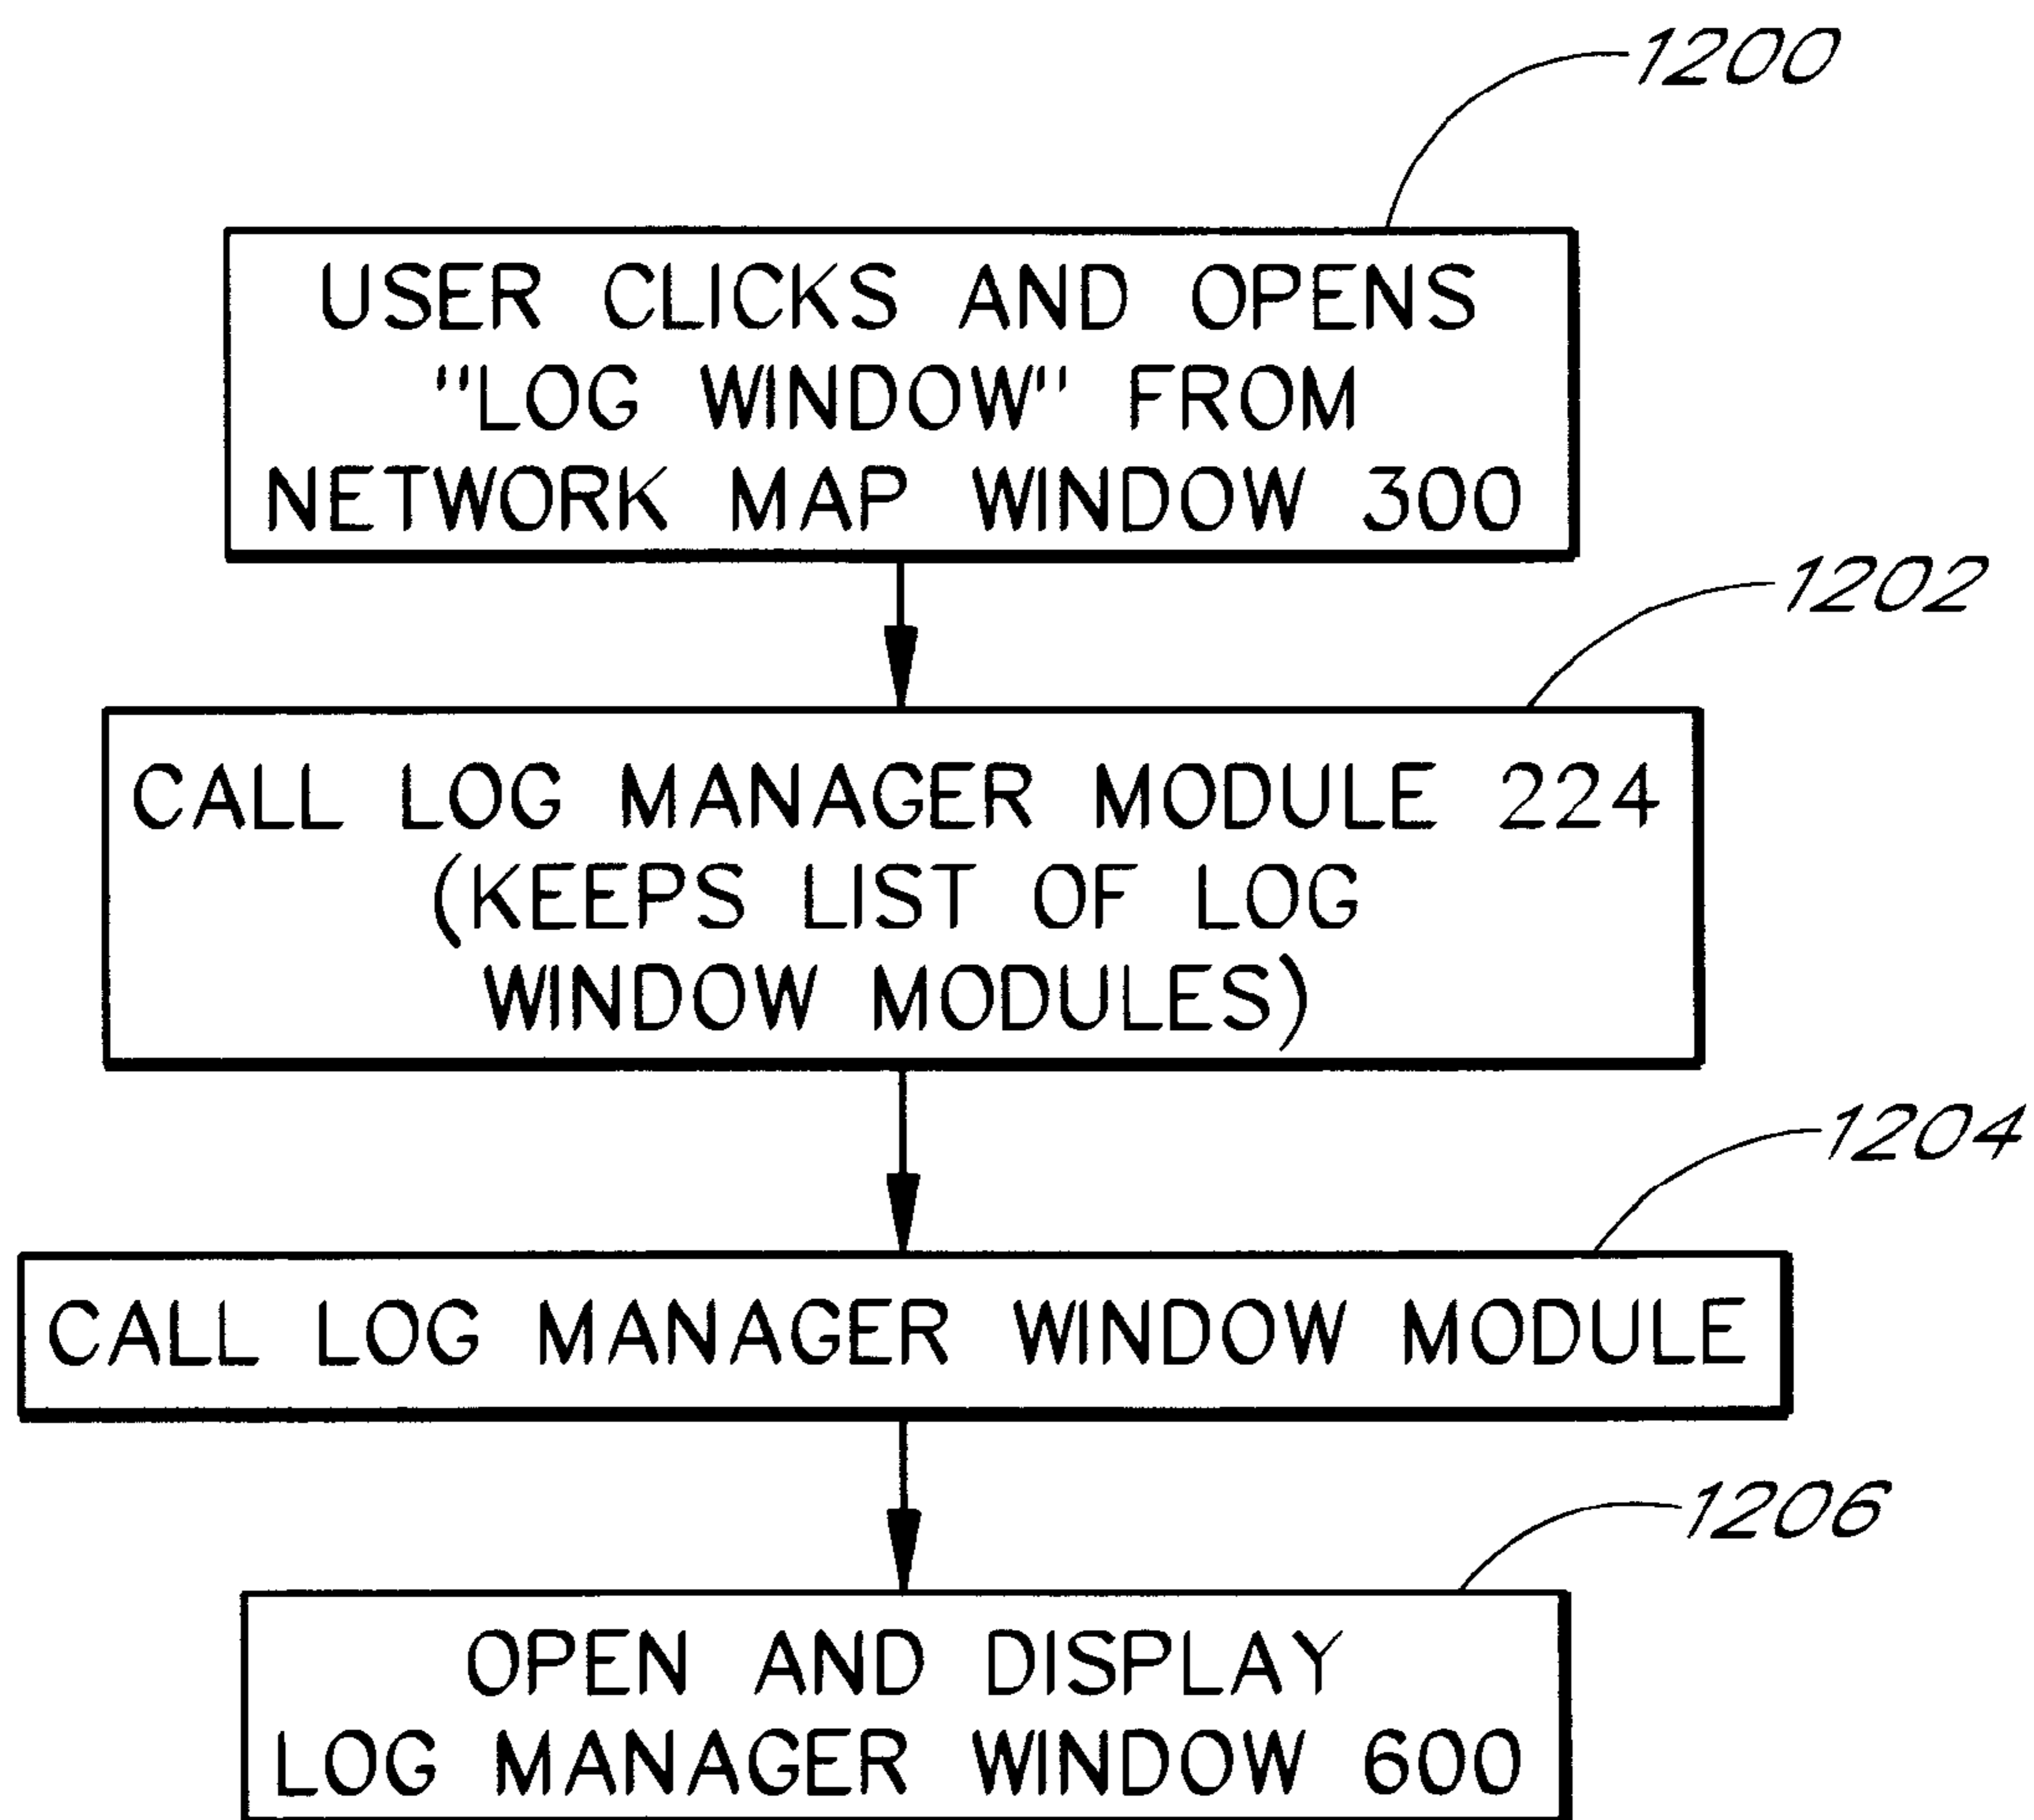 1200
USER CLICKS AND OPENS
"LOG WINDOW" FROM
NETWORK MAP WINDOW 300
1202
CALL LOG MANAGER MODULE 224
(KEEPS LIST OF LOG
WINDOW MODULES)
1204
CALL LOG MANAGER WINDOW MODULE
1206
OPEN AND DISPLAY
LOG MANAGER WINDOW 600